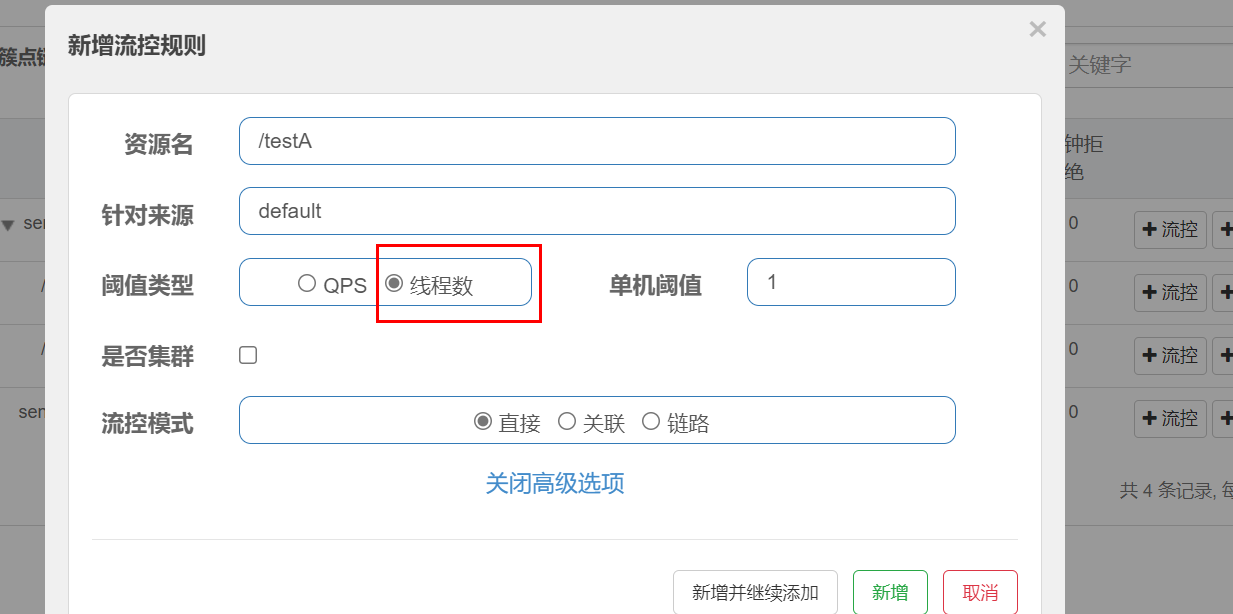 新增流控规则
×
簇点链
关键字
资源名 /testA
钟拒
绝
针对来源 default
ser
0 流控
阈值类型 QPS 线程数 单机阈值 1
/
0 流控
是否集群
/
0 流控
流控模式 直接 关联 链路
sen
0 流控
关闭高级选项
共 4 条记录, 每
新增并继续添加 新增 取消